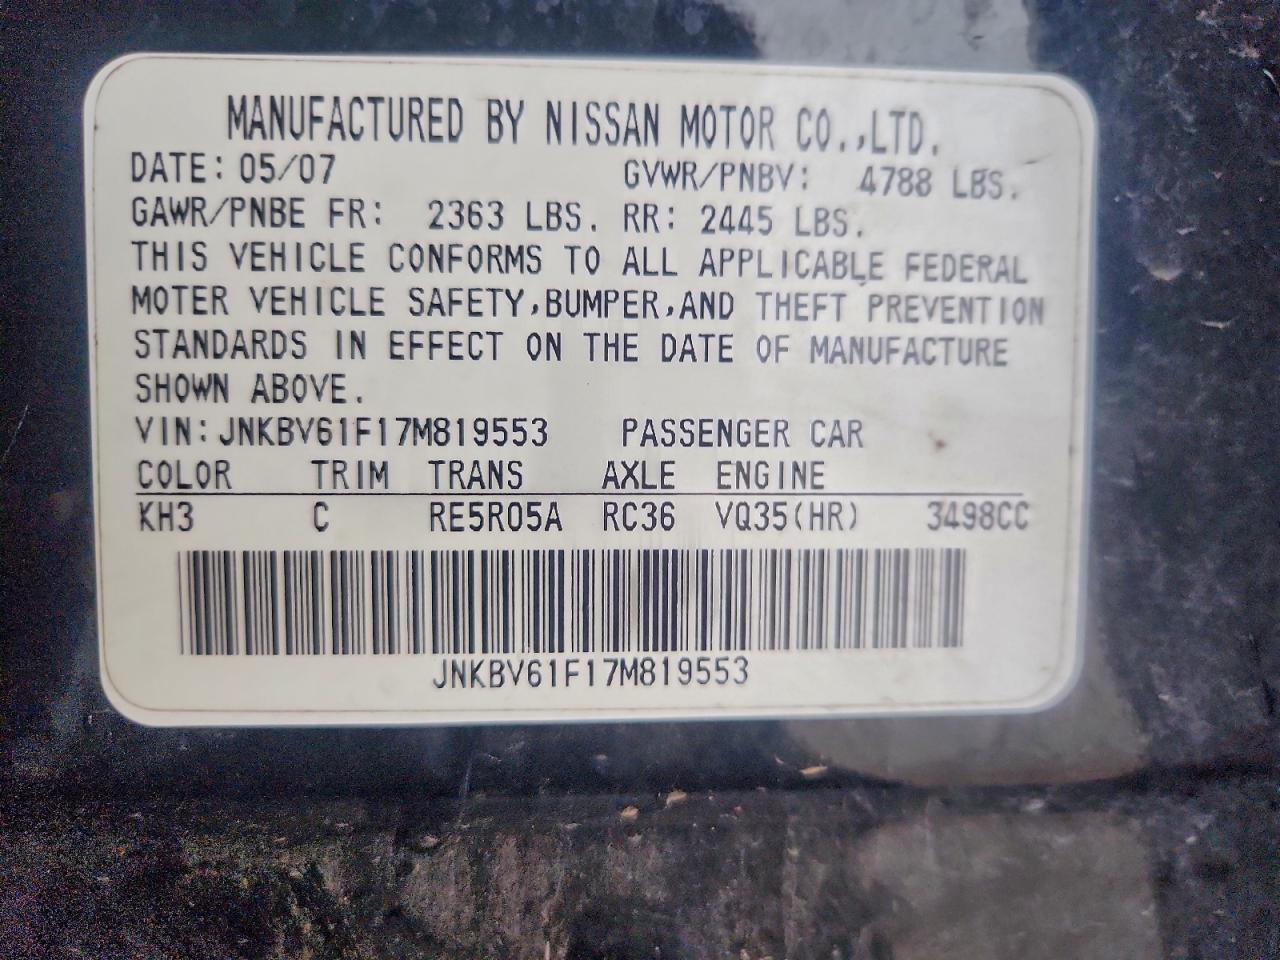 MANUFACTURED BY NISSAN MOTOR CO.,LTD.
DATE: 05/07 GVWR/PNBV: 4788 LBS.
GAWR/PNBE FR: 2363 LBS. RR: 2445 LBS.
THIS VEHICLE CONFORMS TO ALL APPLICABLE FEDERAL
MOTER VEHICLE SAFETY,BUMPER,AND THEFT PREVENTION
STANDARDS IN EFFECT ON THE DATE OF MANUFACTURE
SHOWN ABOVE.
VIN: JNKBV61F17M819553 PASSENGER CAR
COLOR TRIM TRANS AXLE ENGINE
KH3 C RE5R05A RC36 VQ35(HR) 3498CC
JNKBV61F17M819553